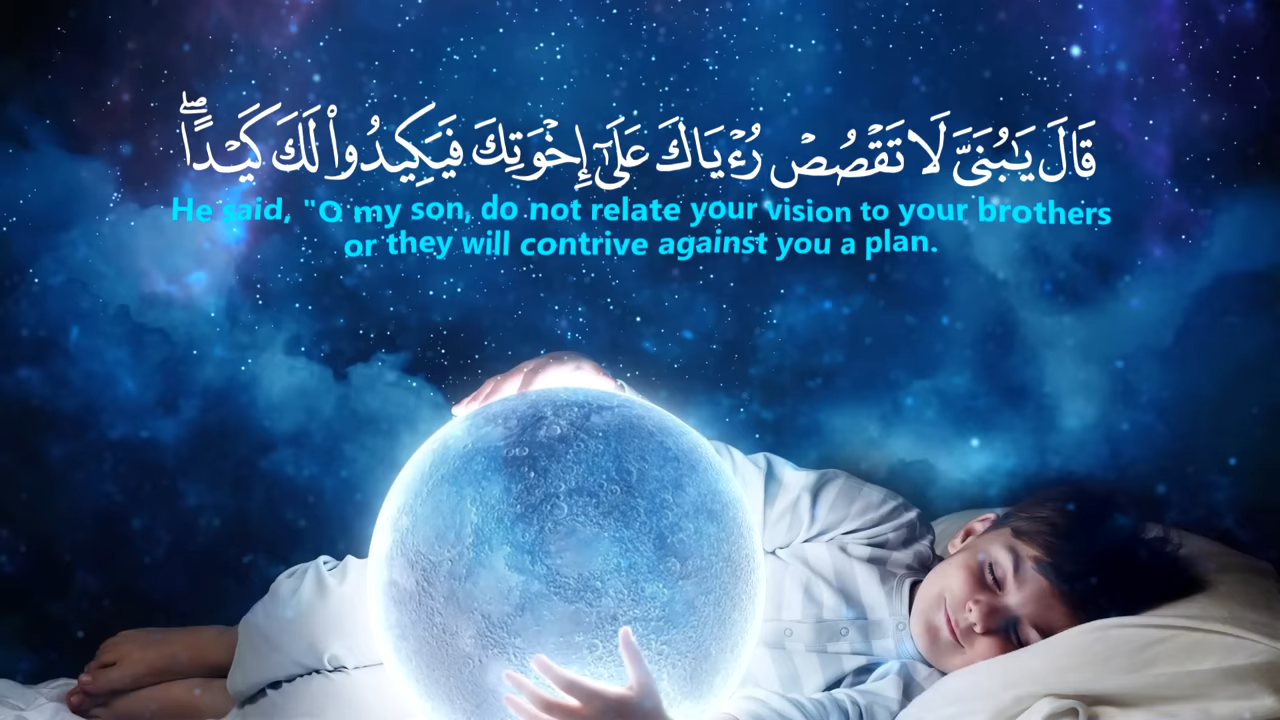 قَالَ يَـٰبُنَىَّ لَا تَقْصُصْ رُءْيَاكَ عَلَىٰٓ إِخْوَتِكَ فَيَكِيدُوا۟ لَكَ كَيْدًا ۖ
He said, "O my son, do not relate your vision to your brothers
or they will contrive against you a plan.